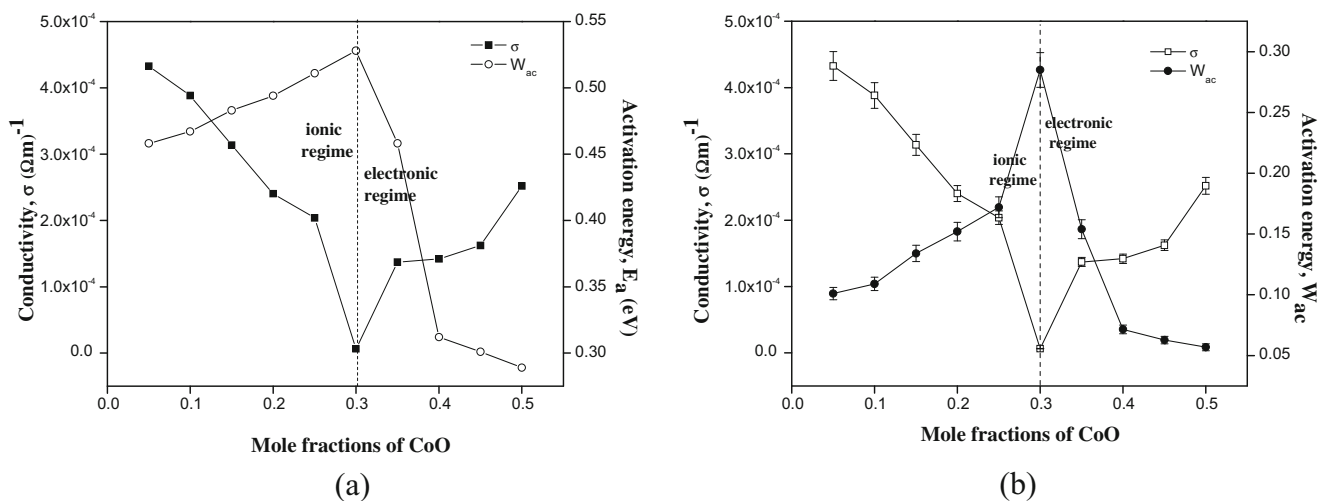 5.0x10⁻⁴
4.0x10⁻⁴
3.0x10⁻⁴
2.0x10⁻⁴
1.0x10⁻⁴
0.0
Conductivity, σ (Ωm)⁻¹
0.55
0.50
0.45
0.40
0.35
0.30
Activation energy, Eₐ (eV)
σ
W ac
ionic
regime
electronic
regime
0.0 0.1 0.2 0.3 0.4 0.5
Mole fractions of CoO
(a)
5.0x10⁻⁴
4.0x10⁻⁴
3.0x10⁻⁴
2.0x10⁻⁴
1.0x10⁻⁴
0.0
Conductivity, σ (Ωm)⁻¹
0.30
0.25
0.20
0.15
0.10
0.05
Activation energy, W ac
σ
W ac
electronic
regime
ionic
regime
0.0 0.1 0.2 0.3 0.4 0.5
Mole fractions of CoO
(b)